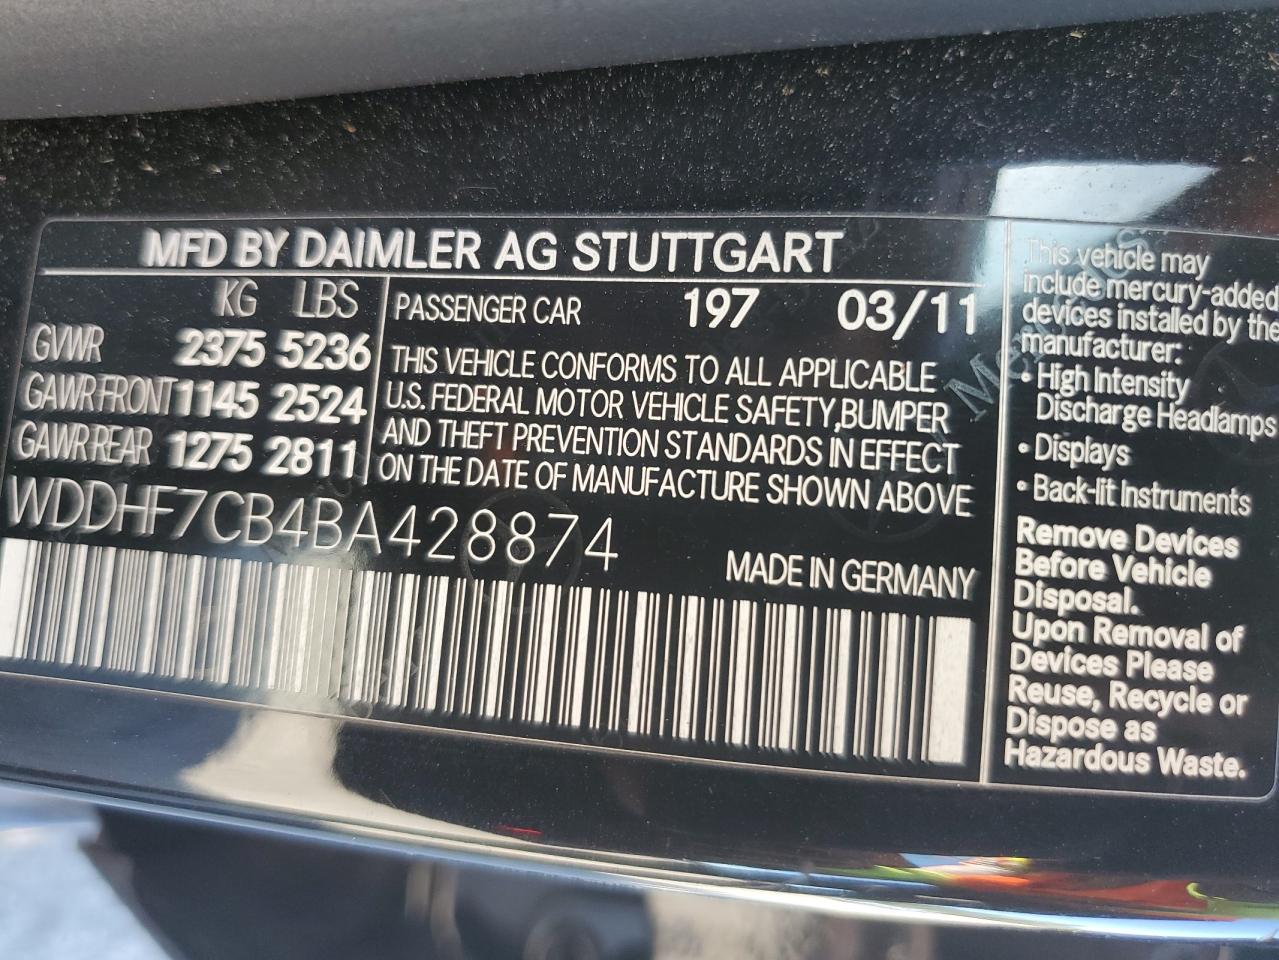 MFD BY DAIMLER AG STUTTGART
KG LBS
GVWR 2375 5236
GAWR FRONT 1145 2524
GAWR REAR 1275 2811
PASSENGER CAR 197 03/11
THIS VEHICLE CONFORMS TO ALL APPLICABLE
U.S. FEDERAL MOTOR VEHICLE SAFETY, BUMPER
AND THEFT PREVENTION STANDARDS IN EFFECT
ON THE DATE OF MANUFACTURE SHOWN ABOVE
WDDHF7CB4BA428874
MADE IN GERMANY
This vehicle may
include mercury-added
devices installed by the
manufacturer:
• High Intensity
Discharge Headlamps
• Displays
• Back-lit Instruments
Remove Devices
Before Vehicle
Disposal.
Upon Removal of
Devices Please
Reuse, Recycle or
Dispose as
Hazardous Waste.